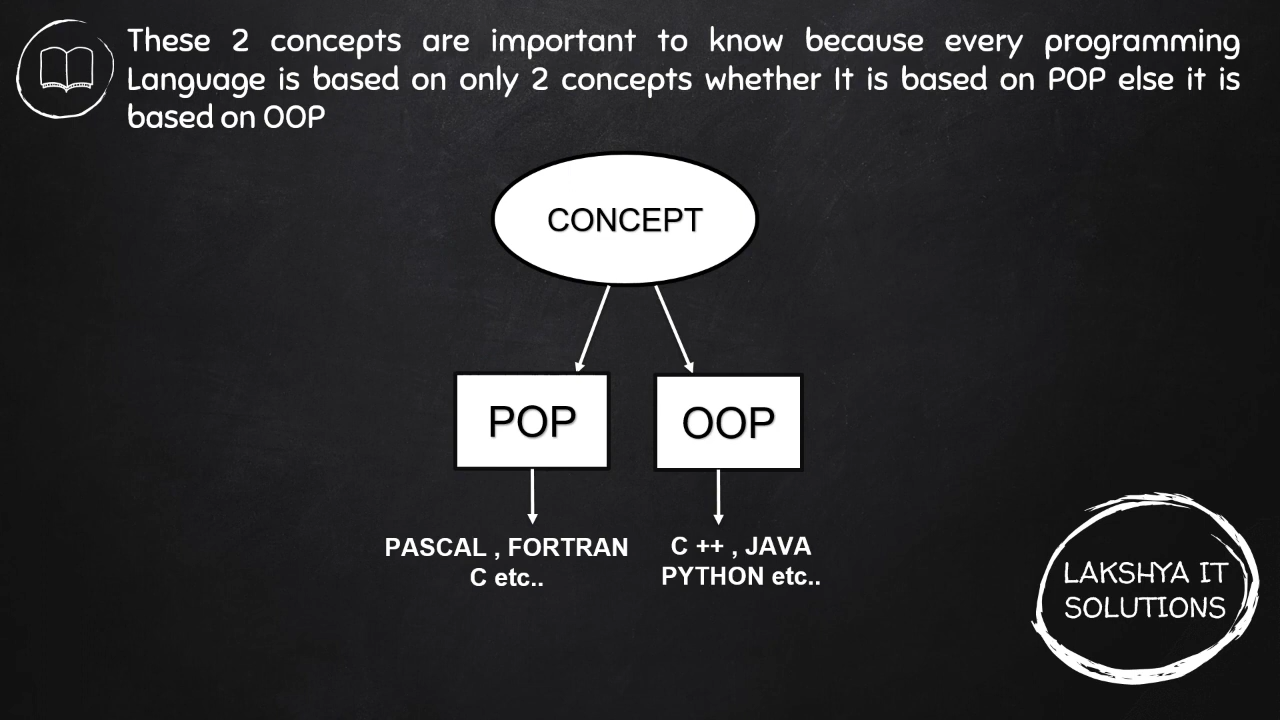 These 2 concepts are important to know because every programming
Language is based on only 2 concepts whether It is based on POP else it is
based on OOP
CONCEPT
POP
OOP
PASCAL , FORTRAN
C etc..
C ++ , JAVA
PYTHON etc..
LAKSHYA IT
SOLUTIONS